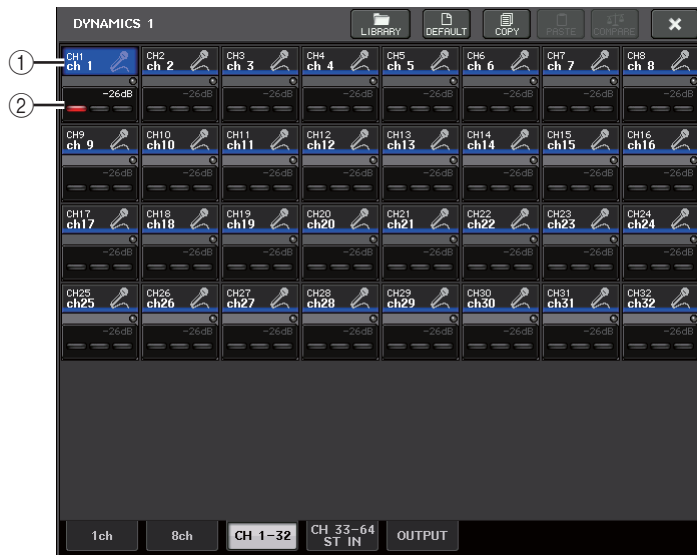 DYNAMICS 1
LIBRARY DEFAULT COPY PASTE COMPARE ×
① CH1 CH2 CH3 CH4 CH5 CH6 CH7 CH8
ch 1 ch 2 ch 3 ch 4 ch 5 ch 6 ch 7 ch 8
② -26dB -26dB -26dB -26dB -26dB -26dB -26dB -26dB
CH9 CH10 CH11 CH12 CH13 CH14 CH15 CH16
ch 9 ch10 ch11 ch12 ch13 ch14 ch15 ch16
-26dB -26dB -26dB -26dB -26dB -26dB -26dB -26dB
CH17 CH18 CH19 CH20 CH21 CH22 CH23 CH24
ch17 ch18 ch19 ch20 ch21 ch22 ch23 ch24
-26dB -26dB -26dB -26dB -26dB -26dB -26dB -26dB
CH25 CH26 CH27 CH28 CH29 CH30 CH31 CH32
ch25 ch26 ch27 ch28 ch29 ch30 ch31 ch32
-26dB -26dB -26dB -26dB -26dB -26dB -26dB -26dB
1ch 8ch CH 1-32 CH 33-64 OUTPUT
ST IN